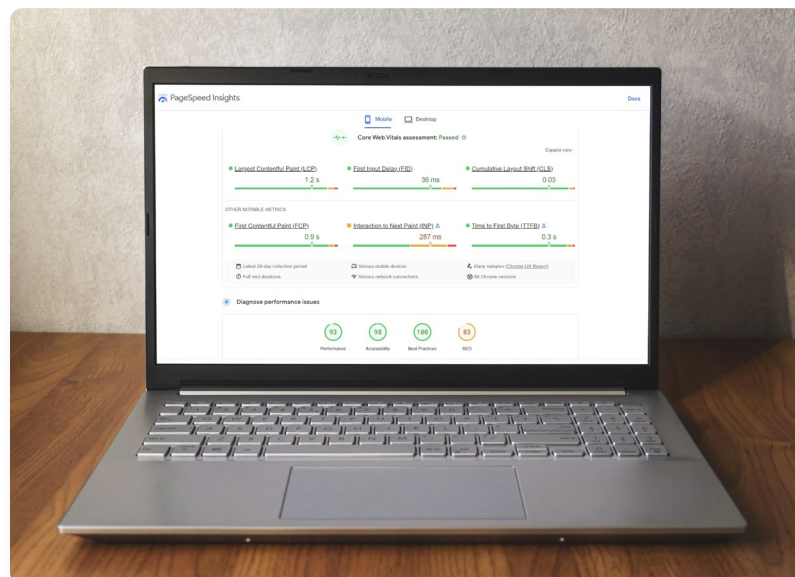 PageSpeed Insights
Docs
Mobile
Desktop
Core Web Vitals assessment: Passed
Expand view
Largest Contentful Paint (LCP)
First Input Delay (FID)
Cumulative Layout Shift (CLS)
1.2 s
36 ms
0.03
OTHER NOTABLE METRICS
First Contentful Paint (FCP)
Interaction to Next Paint (INP)
Time to First Byte (TTFB)
0.9 s
287 ms
0.3 s
Latest 28-day collection period
Various mobile devices
Many samples (Chrome UX Report)
Full visit durations
Various network connections
All Chrome versions
Diagnose performance issues
93
98
100
83
Performance
Accessibility
Best Practices
SEO